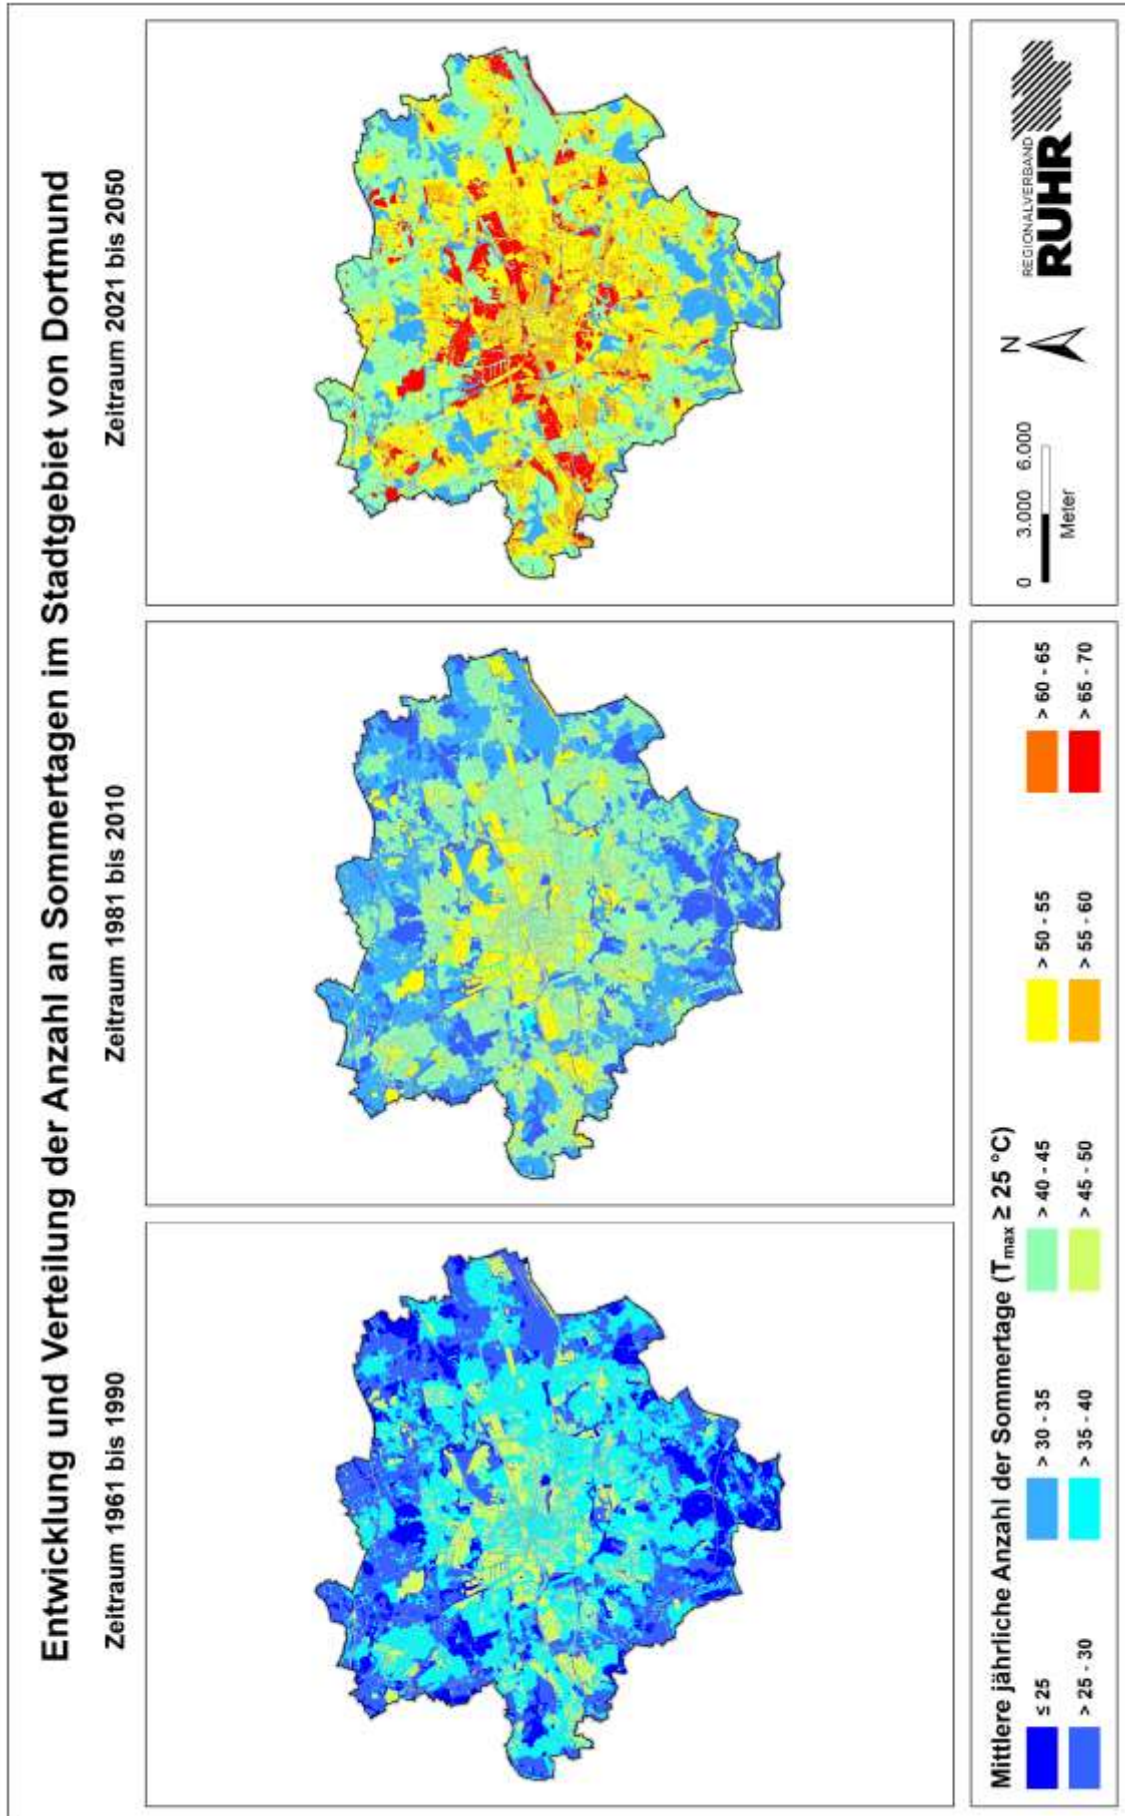 Entwicklung und Verteilung der Anzahl an Sommertagen im Stadtgebiet von Dortmund
Zeitraum 1961 bis 1990
Zeitraum 1981 bis 2010
Zeitraum 2021 bis 2050
Mittlere jährliche Anzahl der Sommertage (Tmax ≥ 25 °C)
≤ 25
> 30 - 35
> 40 - 45
> 50 - 55
> 60 - 65
> 25 - 30
> 35 - 40
> 45 - 50
> 55 - 60
> 65 - 70
0 3.000 6.000
Meter
N
REGIONALVERBAND
RUHR